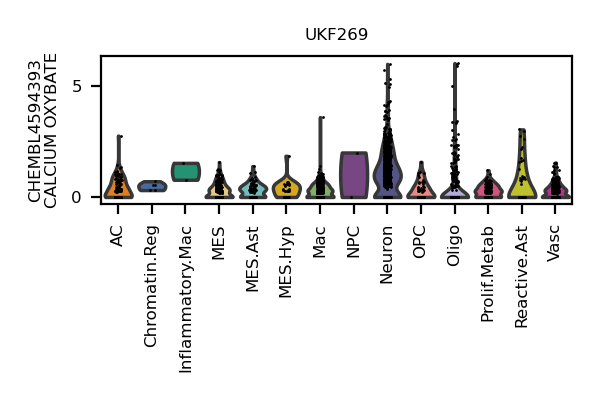 UKF269
CHEMBL4594393
CALCIUM OXYBATE
5
0
AC
Chromatin.Reg
Inflammatory.Mac
MES
MES.Ast
MES.Hyp
Mac
NPC
Neuron
OPC
Oligo
Prolif.Metab
Reactive.Ast
Vasc